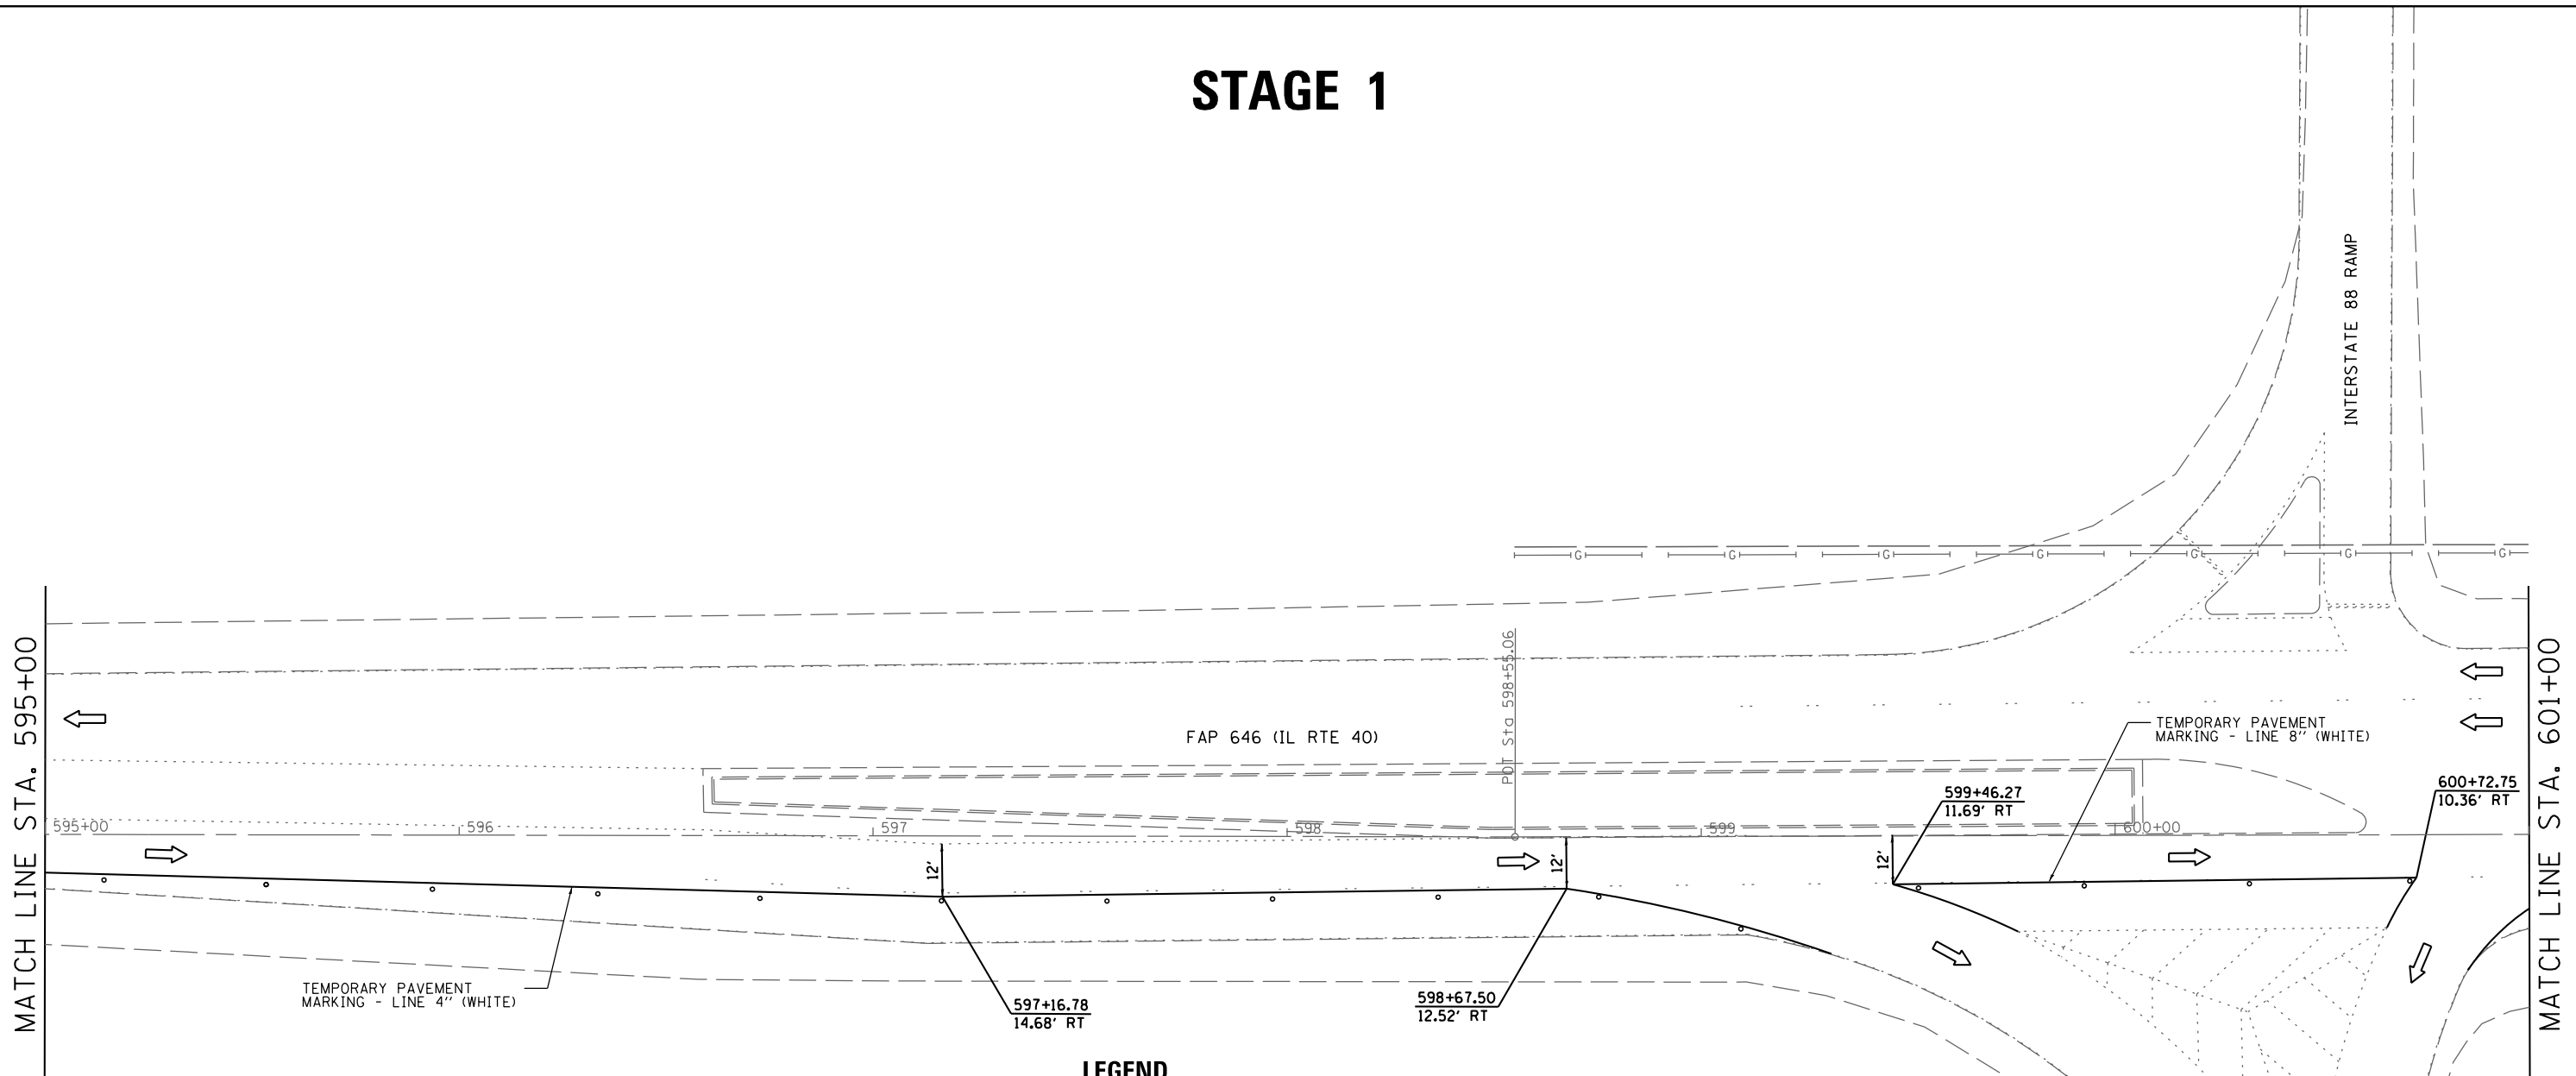 STAGE 1
INTERSTATE 88 RAMP
G G G G G G G
MATCH LINE STA. 595+00
MATCH LINE STA. 601+00
POT Sta 598+55.06
FAP 646 (IL RTE 40)
TEMPORARY PAVEMENT
MARKING - LINE 8'' (WHITE)
600+72.75
10.36' RT
599+46.27
11.69' RT
595+00
596
597
598
599
600+00
12'
12'
12'
TEMPORARY PAVEMENT
MARKING - LINE 4'' (WHITE)
597+16.78
14.68' RT
598+67.50
12.52' RT
LEGEND